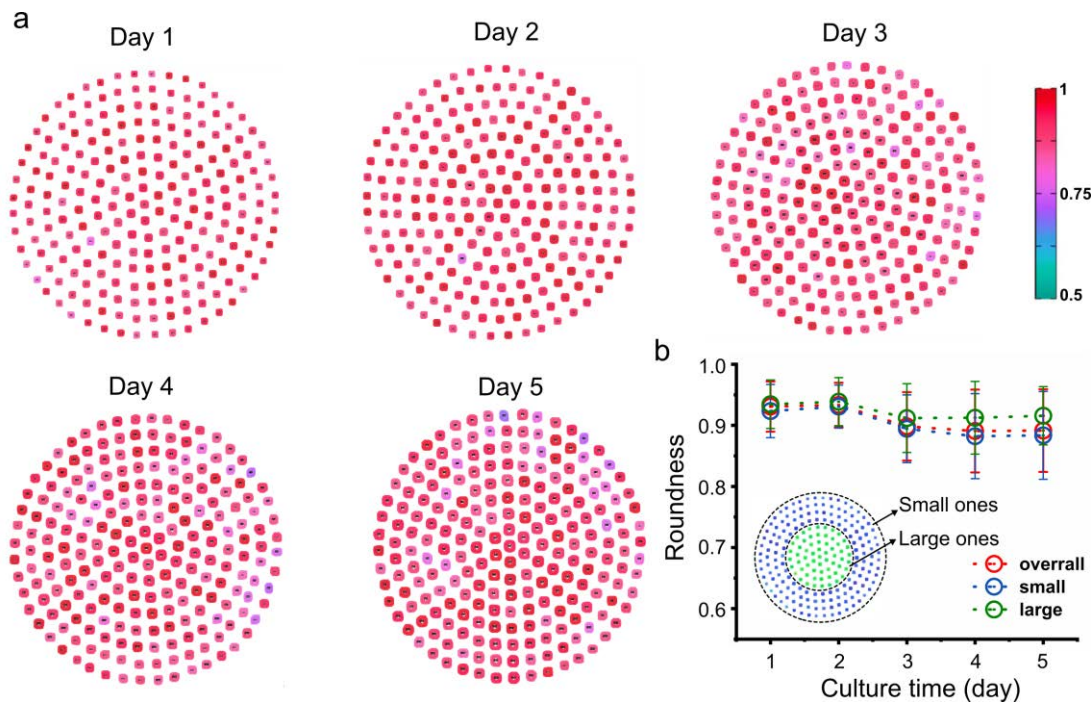 a
Day 1
Day 2
Day 3
1
0.75
0.5
Day 4
Day 5
b
1.0
0.9
0.8
0.7
0.6
Roundness
Small ones
Large ones
overrall
small
large
1 2 3 4 5
Culture time (day)